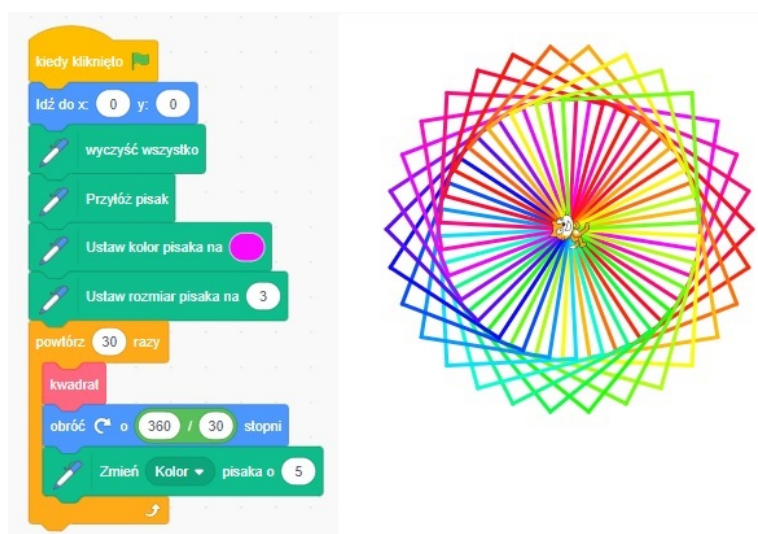 kiedy kliknięto
Idź do x: 0 y: 0
wyczyść wszystko
Przyłóż pisak
Ustaw kolor pisaka na
Ustaw rozmiar pisaka na 3
powtórz 30 razy
kwadrat
obróć o 360 / 30 stopni
Zmień Kolor pisaka o 5